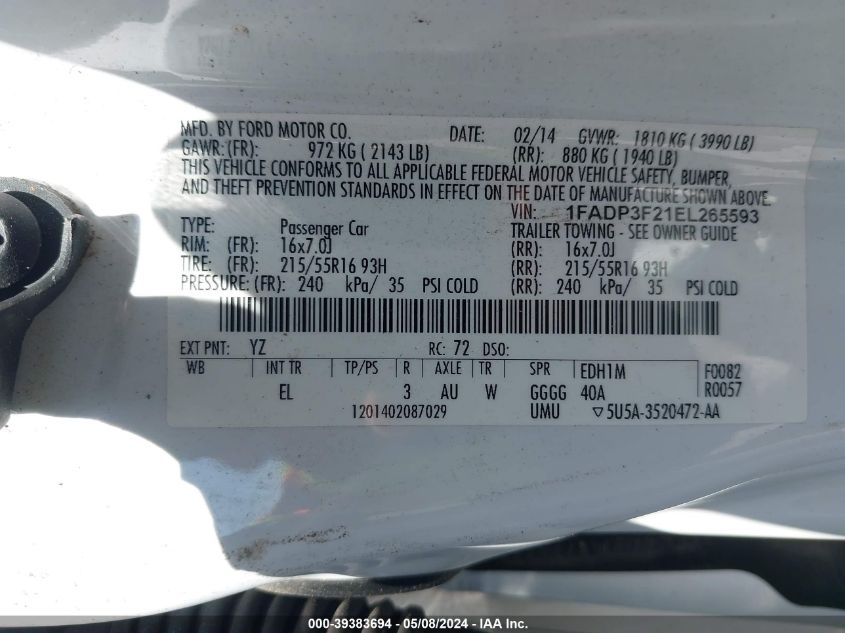 MFD. BY FORD MOTOR CO. DATE: 02/14 GVWR: 1810 KG ( 3990 LB)
GAWR:(FR): 972 KG ( 2143 LB) (RR): 880 KG ( 1940 LB)
THIS VEHICLE CONFORMS TO ALL APPLICABLE FEDERAL MOTOR VEHICLE SAFETY, BUMPER,
AND THEFT PREVENTION STANDARDS IN EFFECT ON THE DATE OF MANUFACTURE SHOWN ABOVE.
VIN: 1FADP3F21EL265593
TYPE: Passenger Car TRAILER TOWING - SEE OWNER GUIDE
RIM: (FR): 16x7.0J (RR): 16x7.0J
TIRE: (FR): 215/55R16 93H (RR): 215/55R16 93H
PRESSURE: (FR): 240 kPa/ 35 PSI COLD (RR): 240 kPa/ 35 PSI COLD
EXT PNT: YZ RC: 72 DSO:
WB INT TR TP/PS R AXLE TR SPR EDH1M F0082
EL 3 AU W GGGG 40A R0057
1201402087029 UMU ▽5U5A-3520472-AA
000-39383694 - 05/08/2024 - IAAI.COM